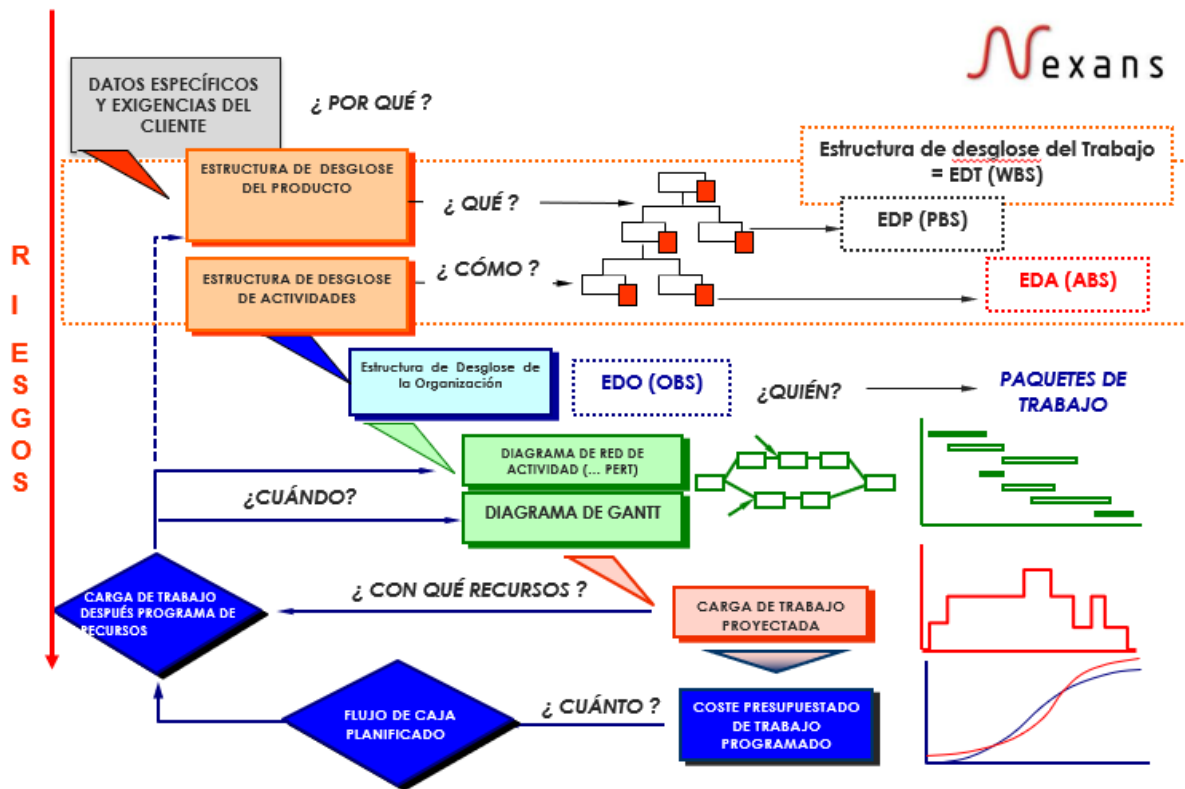 Nexans
DATOS ESPECÍFICOS
Y EXIGENCIAS DEL
CLIENTE
¿ POR QUÉ ?
Estructura de desglose del Trabajo
= EDT (WBS)
ESTRUCTURA DE DESGLOSE
DEL PRODUCTO
¿ QUÉ ?
EDP (PBS)
ESTRUCTURA DE DESGLOSE
DE ACTIVIDADES
¿ CÓMO ?
EDA (ABS)
RIESGOS
Estructura de Desglose de
la Organización
EDO (OBS)
¿QUIÉN?
PAQUETES DE
TRABAJO
DIAGRAMA DE RED DE
ACTIVIDAD (... PERT)
¿CUÁNDO?
DIAGRAMA DE GANTT
CARGA DE TRABAJO
DESPUÉS PROGRAMA DE
RECURSOS
¿ CON QUÉ RECURSOS ?
CARGA DE TRABAJO
PROYECTADA
FLUJO DE CAJA
PLANIFICADO
¿ CUÁNTO ?
COSTE PRESUPUESTADO
DE TRABAJO
PROGRAMADO